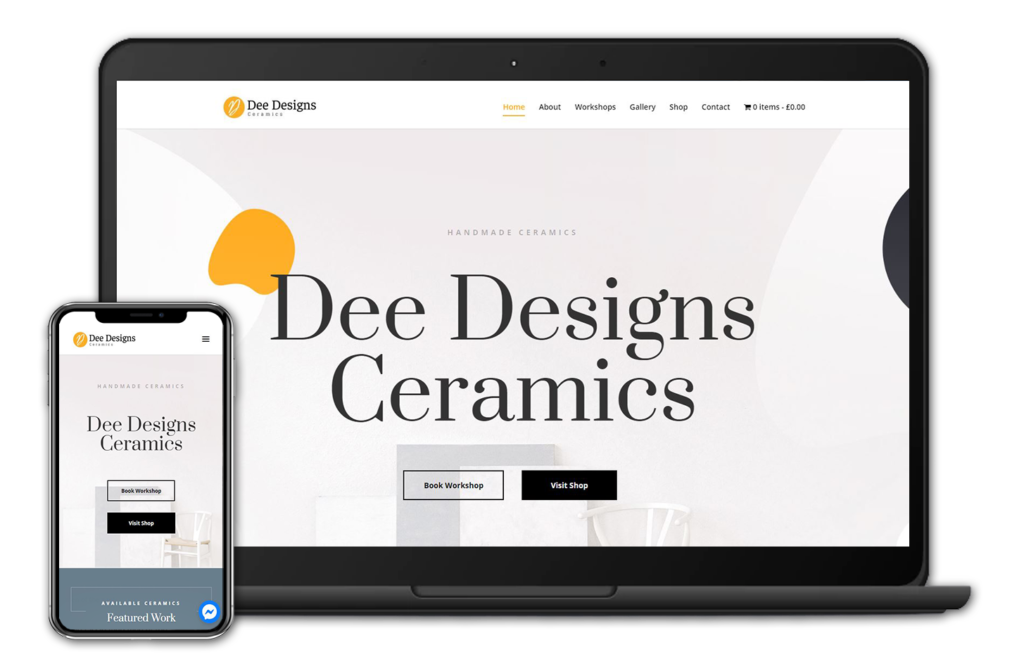 Dee Designs
Ceramics
Home About Workshops Gallery Shop Contact 0 items - £0.00
HANDMADE CERAMICS
Dee Designs
Ceramics
Book Workshop Visit Shop
Dee Designs
Ceramics
HANDMADE CERAMICS
Dee Designs
Ceramics
Book Workshop
Visit Shop
AVAILABLE CERAMICS
Featured Work